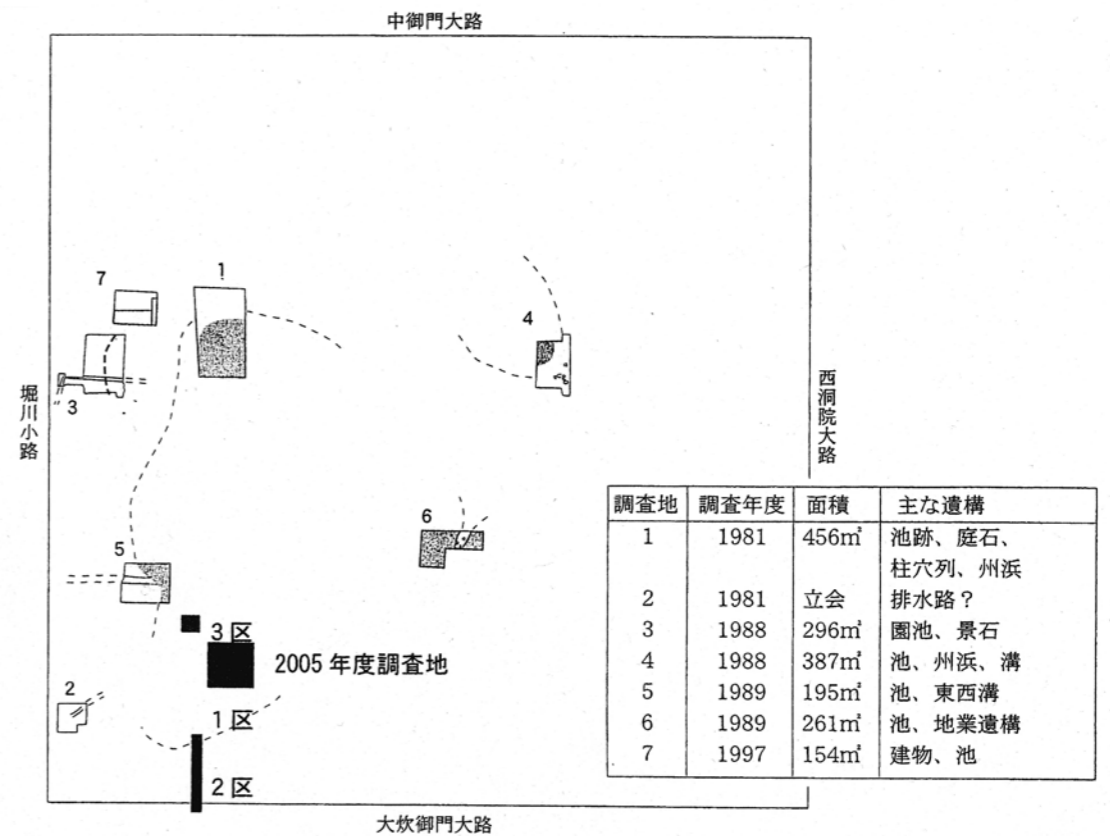 中御門大路
7
1
4
3
堀川小路
西洞院大路
6
5
3区
2005年度調査地
2
1区
2区
大炊御門大路
調査地 調査年度 面積 主な遺構
1 1981 456㎡ 池跡、庭石、
柱穴列、州浜
2 1981 立会 排水路?
3 1988 296㎡ 園池、景石
4 1988 387㎡ 池、州浜、溝
5 1989 195㎡ 池、東西溝
6 1989 261㎡ 池、地業遺構
7 1997 154㎡ 建物、池